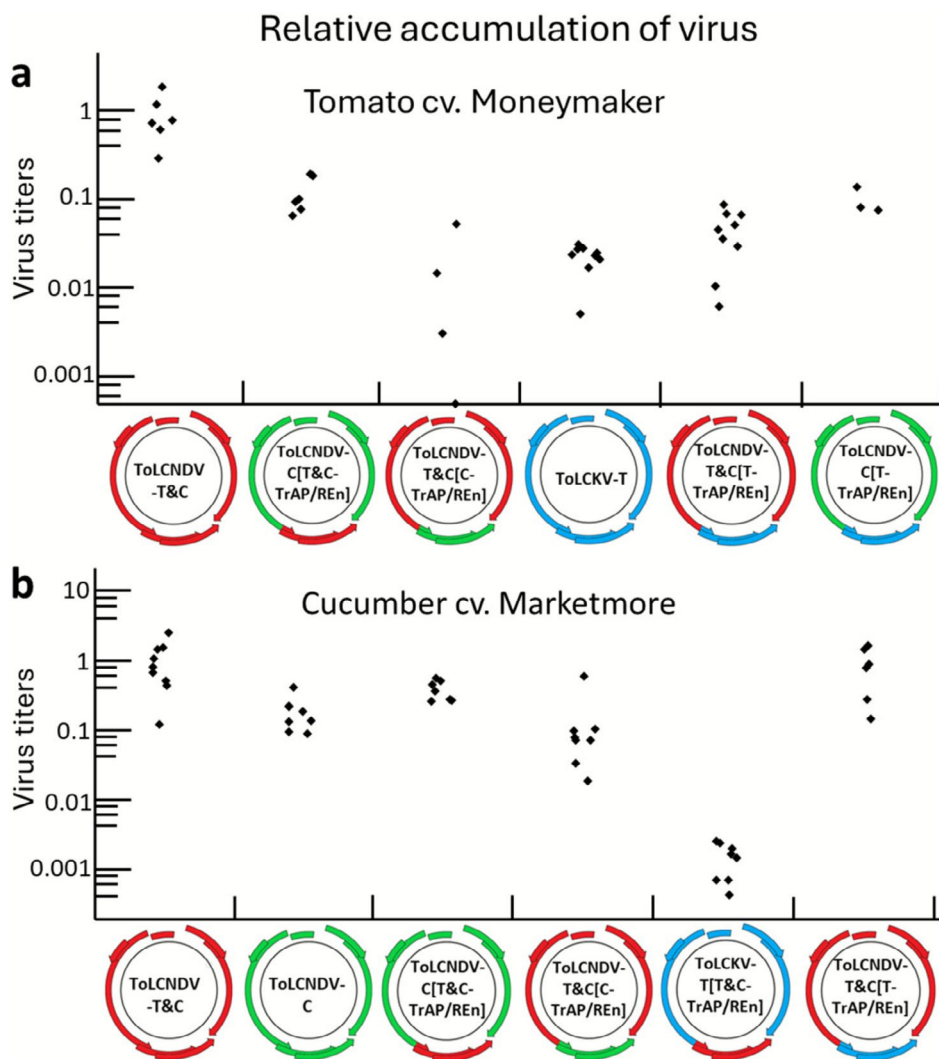 Relative accumulation of virus
a
Tomato cv. Moneymaker
Virus titers
1
0.1
0.01
0.001
ToLCNDV
-T&C
ToLCNDV-
C[T&C-
TrAP/REn]
ToLCNDV-
T&C[C-
TrAP/REn]
ToLCKV-T
ToLCNDV-
T&C[T-
TrAP/REn]
ToLCNDV-
C[T-
TrAP/REn]
b
Cucumber cv. Marketmore
Virus titers
10
1
0.1
0.01
0.001
ToLCNDV
-T&C
ToLCNDV-
C
ToLCNDV-
C[T&C-
TrAP/REn]
ToLCNDV-
T&C[C-
TrAP/REn]
ToLCKV-
T[T&C-
TrAP/REn]
ToLCNDV-
T&C[T-
TrAP/REn]